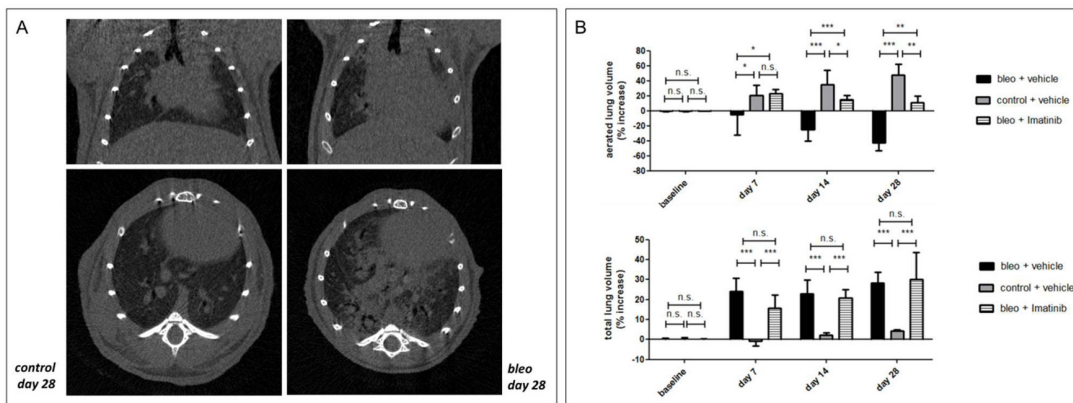 A
control
day 28
bleo
day 28
B
aerated lung volume
(% increase)
80
60
40
20
0
-20
-40
-60
-80
n.s.
n.s. n.s.
*
* n.s.
***
*** *
**
*** **
baseline
day 7
day 14
day 28
bleo + vehicle
control + vehicle
bleo + Imatinib
total lung volume
(% increase)
50
40
30
20
10
0
-10
n.s.
n.s. n.s.
n.s.
*** ***
n.s.
*** ***
n.s.
*** ***
baseline
day 7
day 14
day 28
bleo + vehicle
control + vehicle
bleo + Imatinib